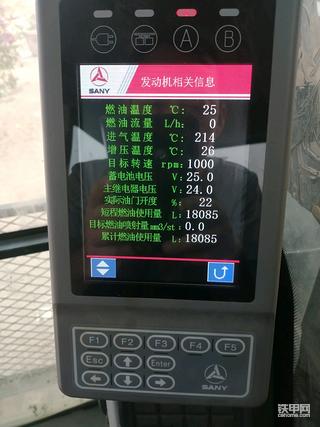 A
B
SANY
发动机相关信息
燃油温度 ℃: 25
燃油流量 L/h: 0
进气温度 ℃: 214
增压温度 ℃: 26
目标转速 rpm: 1000
蓄电池电压 V: 25.0
主继电器电压 V: 24.0
实际油门开度 %: 22
短程燃油使用量 L: 18085
目标燃油喷射量 mm3/st: 0.0
累计燃油使用量 L: 18085
F1 F2 F3 F4 F5
Esc Enter
SANY
铁甲网
cehome.com